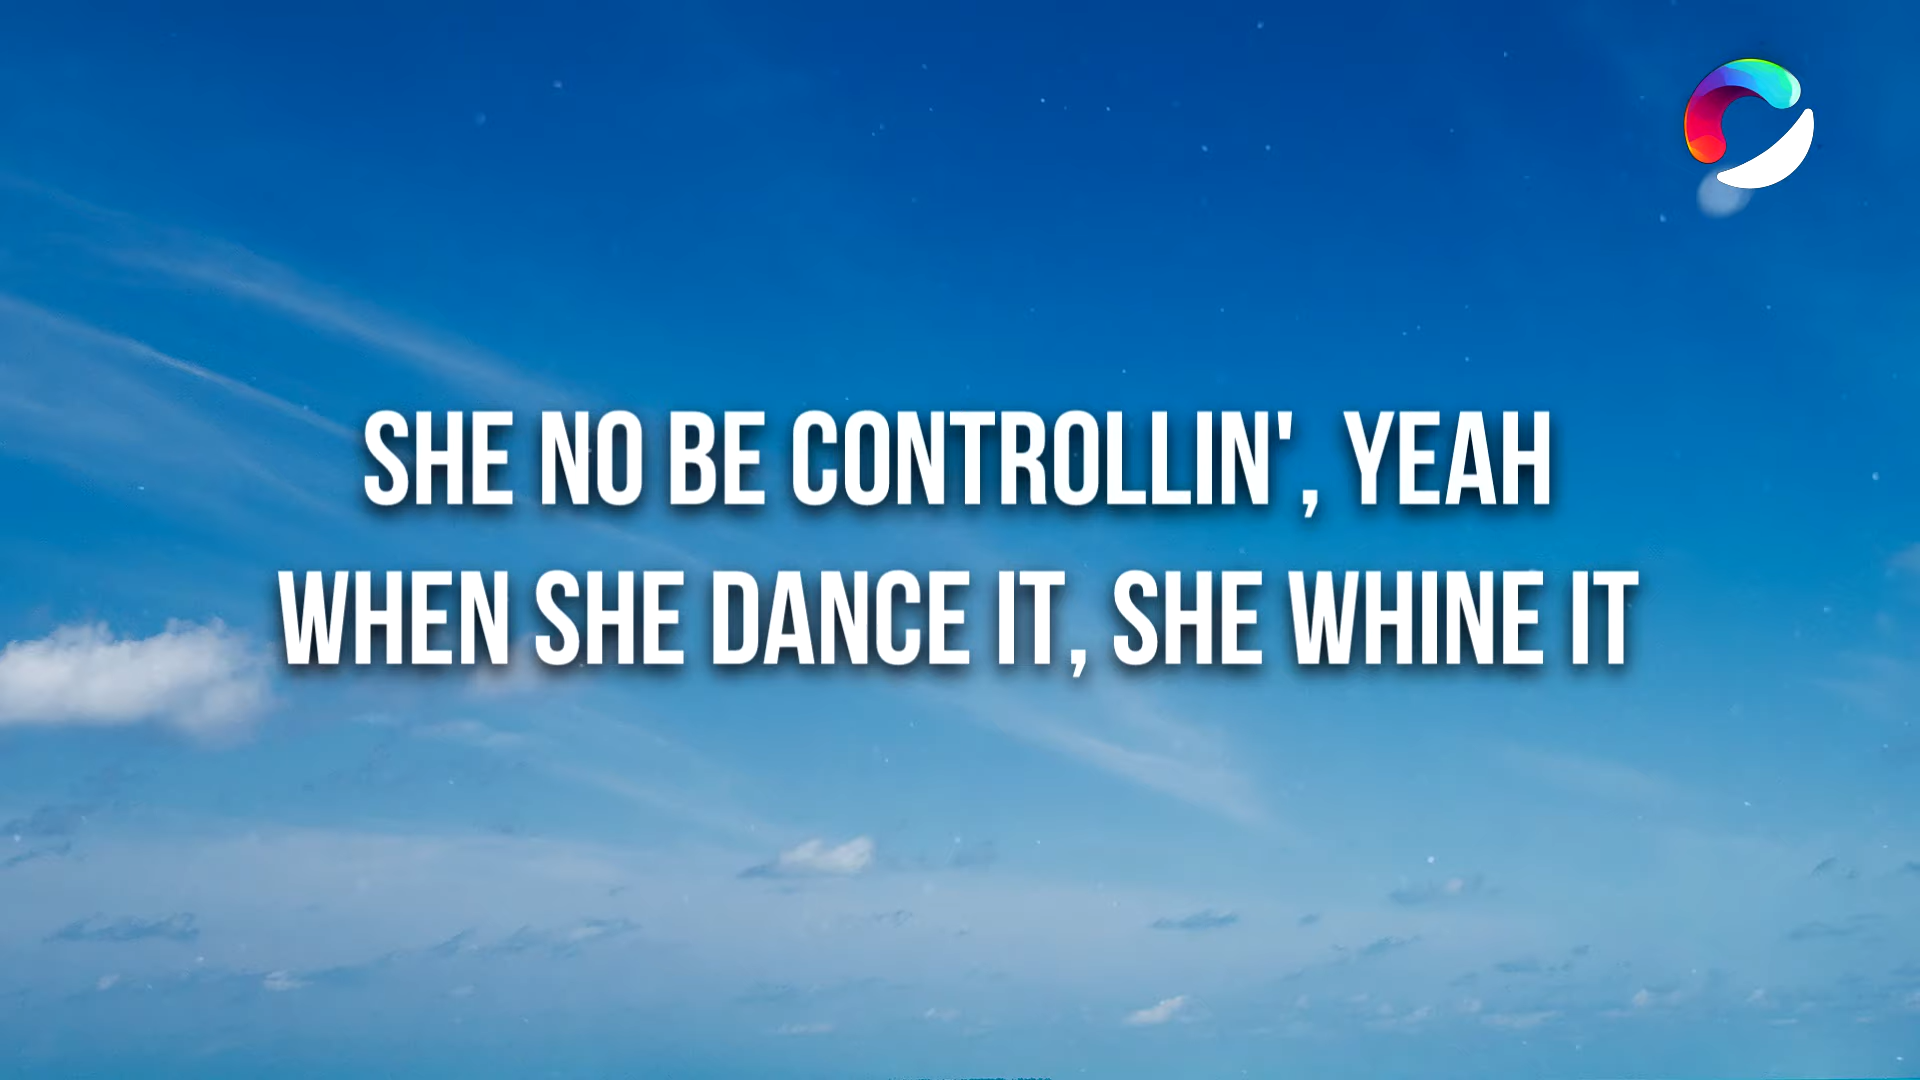 SHE NO BE CONTROLLIN', YEAH
WHEN SHE DANCE IT, SHE WHINE IT